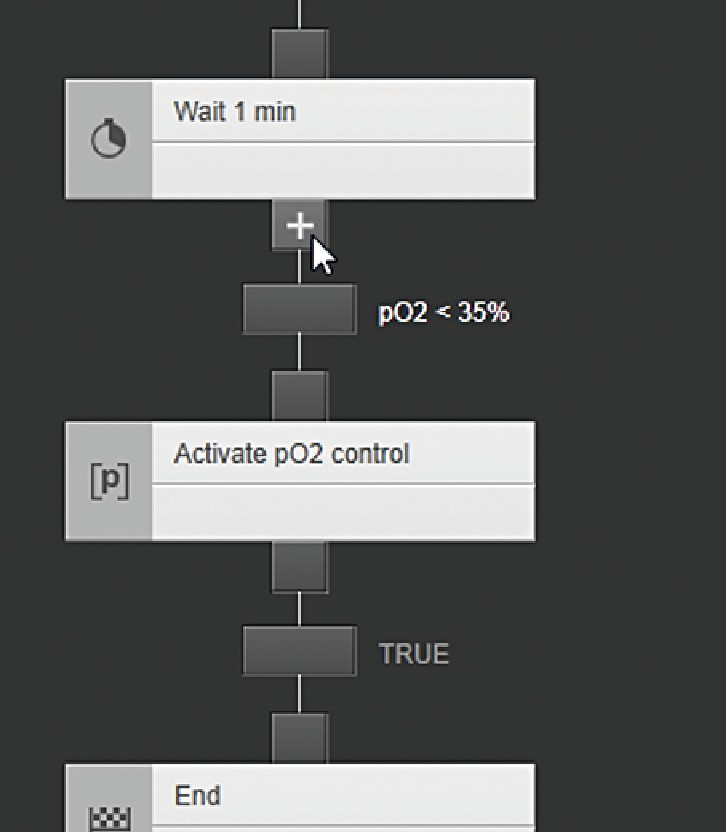 Wait 1 min
pO2 < 35%
Activate pO2 control
[p]
TRUE
End